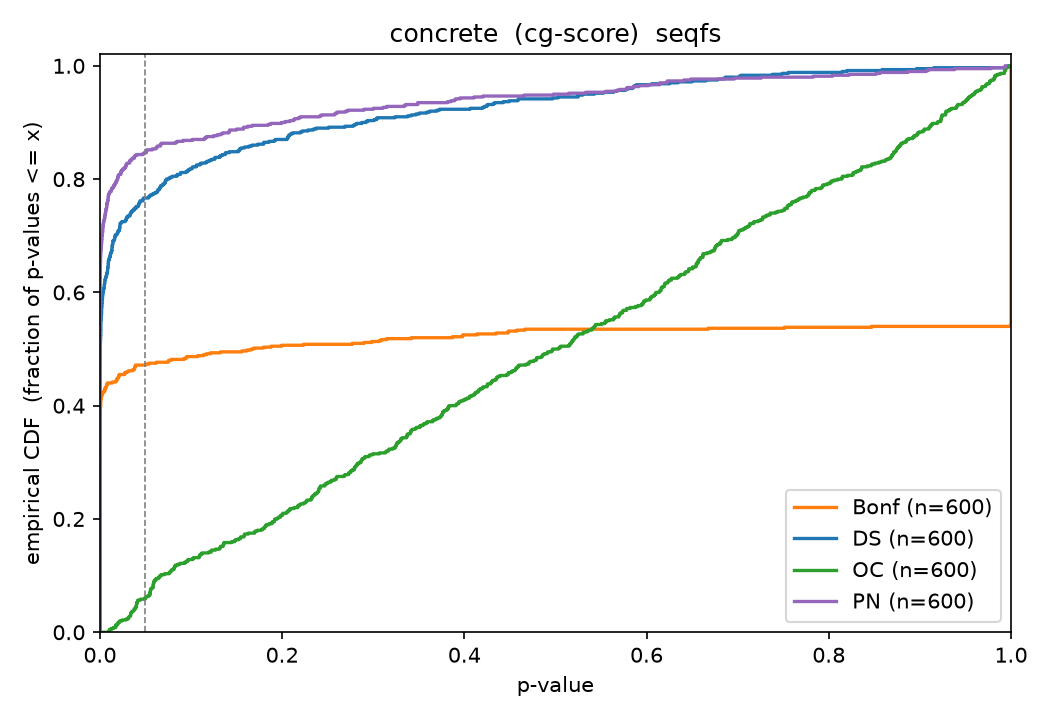 concrete  (cg-score)  seqfs
empirical CDF  (fraction of p-values <= x)
1.0
0.8
0.6
0.4
0.2
0.0
0.0 0.2 0.4 0.6 0.8 1.0
p-value
Bonf (n=600)
DS (n=600)
OC (n=600)
PN (n=600)